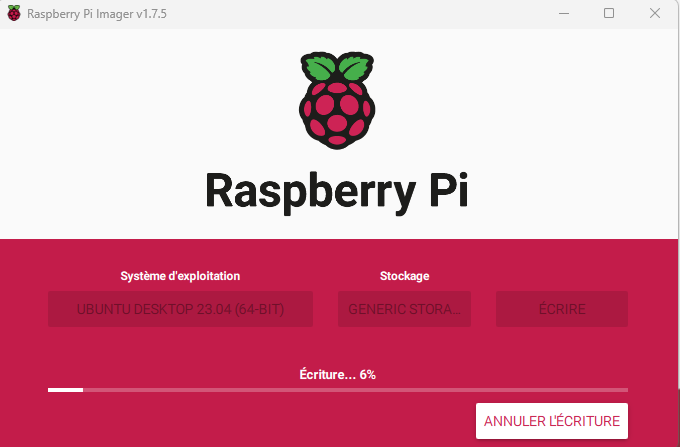 Raspberry Pi Imager v1.7.5
Raspberry Pi
Système d'exploitation
Stockage
UBUNTU DESKTOP 23.04 (64-BIT)
GENERIC STORA...
ÉCRIRE
Écriture... 6%
ANNULER L'ÉCRITURE